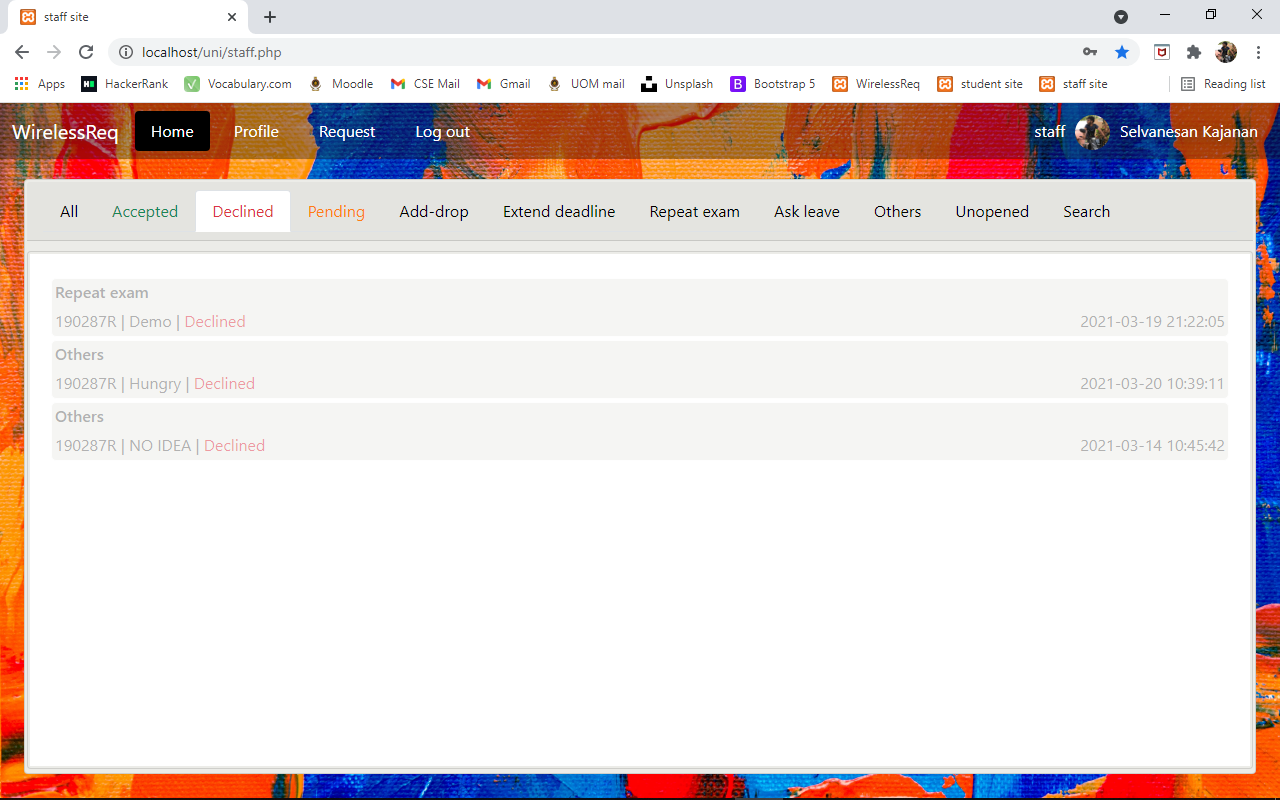 staff site
localhost/uni/staff.php
Apps HackerRank Vocabulary.com Moodle CSE Mail Gmail UOM mail Unsplash Bootstrap 5 WirelessReq student site staff site Reading list
WirelessReq Home Profile Request Log out staff Selvanesan Kajanan
All Accepted Declined Pending Add-drop Extend deadline Repeat exam Ask leave Others Unopened Search
Repeat exam
190287R | Demo | Declined 2021-03-19 21:22:05
Others
190287R | Hungry | Declined 2021-03-20 10:39:11
Others
190287R | NO IDEA | Declined 2021-03-14 10:45:42